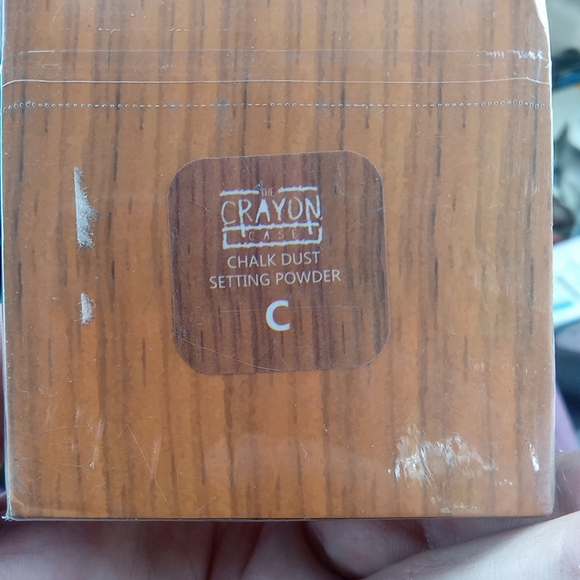 THE
CRAYON
CASE
CHALK DUST
SETTING POWDER
C